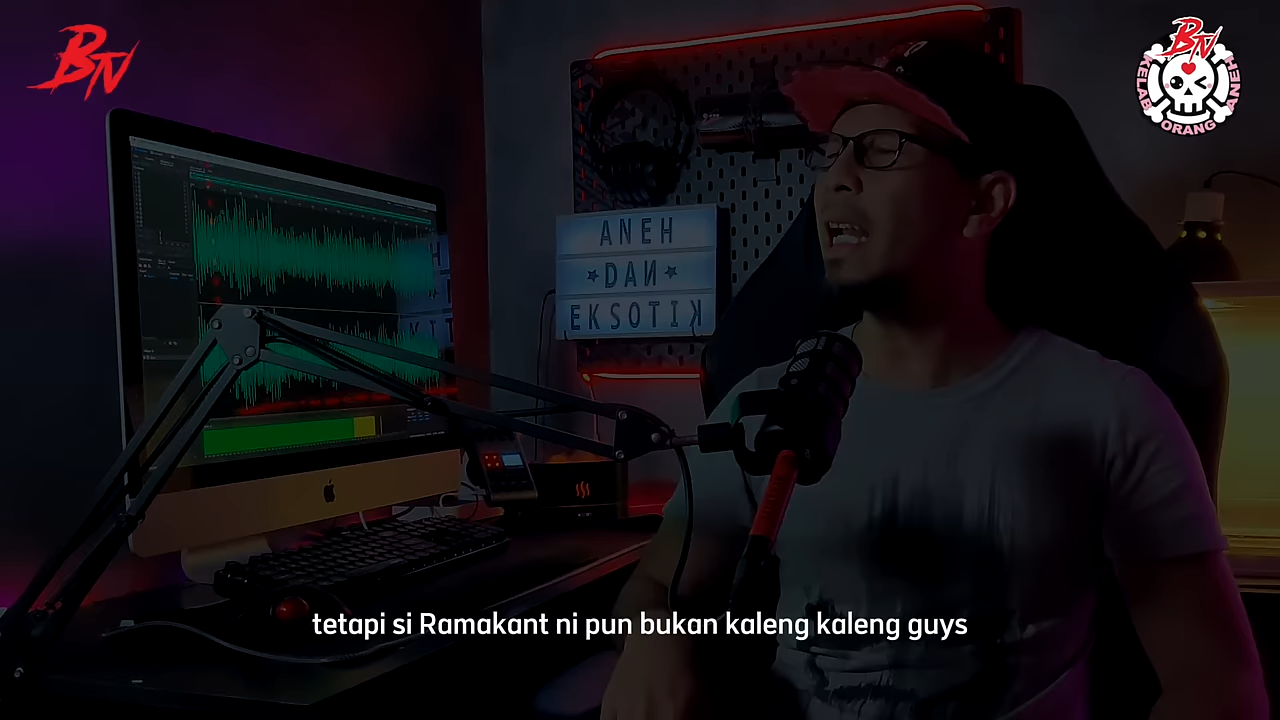 BN
BN
KELAB ORANG ANEH
ANEH
DAN
EKSOTIK
tetapi si Ramakant ni pun bukan kaleng kaleng guys